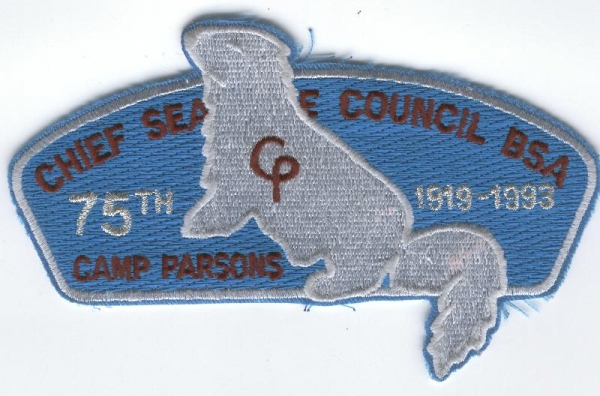 CHIEF SEA E COUNCIL BSA
CP
75TH
1919-1993
CAMP PARSONS